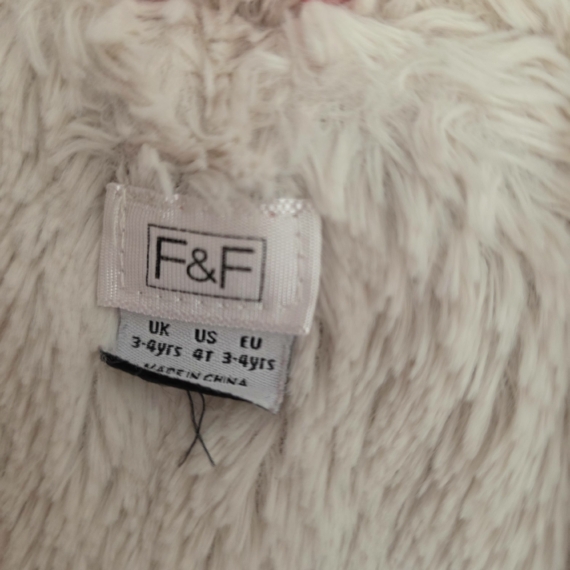 F&F
UK US EU
3-4yrs 4T 3-4yrs
MADE IN CHINA